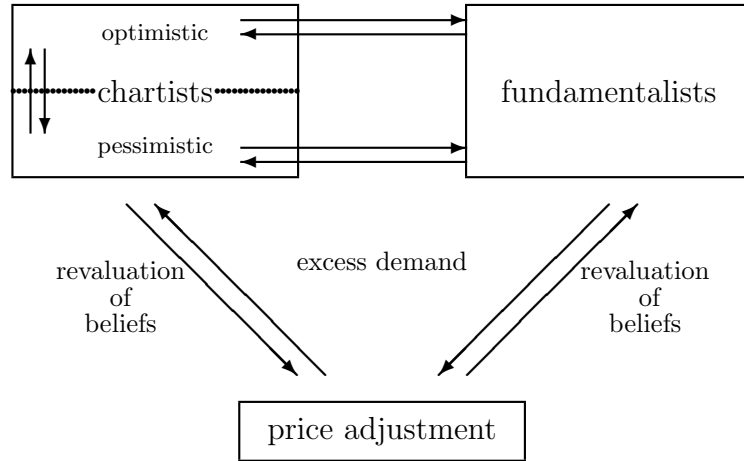 optimistic
chartists
fundamentalists
pessimistic
excess demand
revaluation
of
beliefs
revaluation
of
beliefs
price adjustment